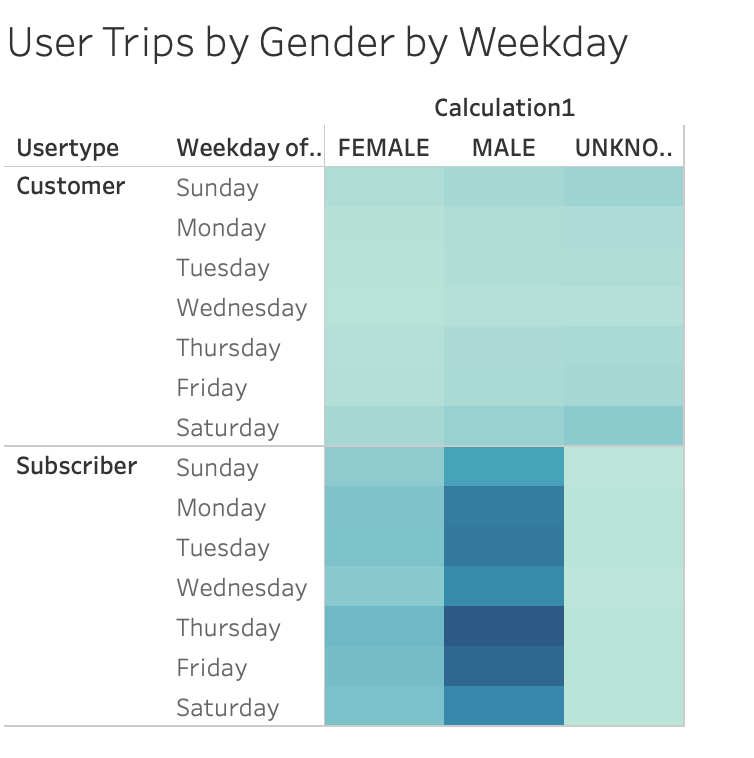 User Trips by Gender by Weekday
Calculation1
Usertype Weekday of.. FEMALE MALE UNKNO..
Customer Sunday
Monday
Tuesday
Wednesday
Thursday
Friday
Saturday
Subscriber Sunday
Monday
Tuesday
Wednesday
Thursday
Friday
Saturday